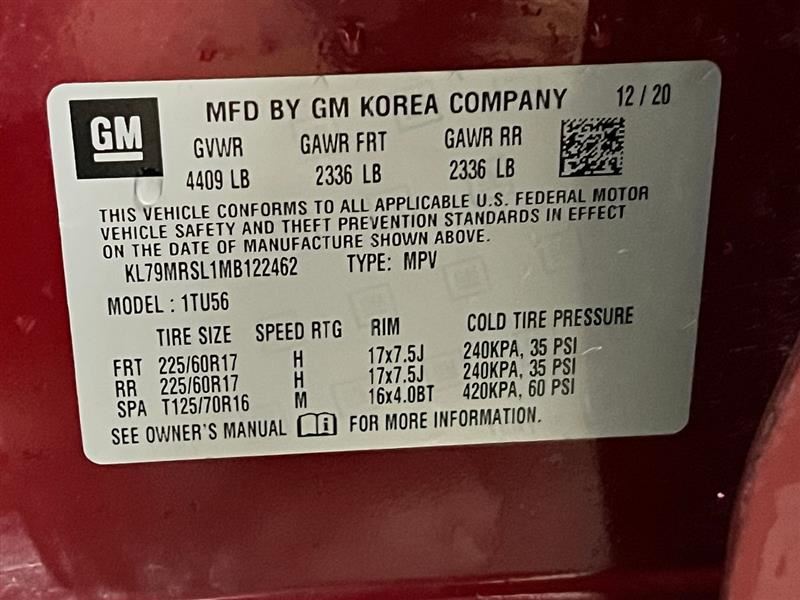 GM
MFD BY GM KOREA COMPANY 12/20
GVWR GAWR FRT GAWR RR
4409 LB 2336 LB 2336 LB
THIS VEHICLE CONFORMS TO ALL APPLICABLE U.S. FEDERAL MOTOR
VEHICLE SAFETY AND THEFT PREVENTION STANDARDS IN EFFECT
ON THE DATE OF MANUFACTURE SHOWN ABOVE.
KL79MRSL1MB122462 TYPE: MPV
MODEL : 1TU56
TIRE SIZE SPEED RTG RIM COLD TIRE PRESSURE
FRT 225/60R17 H 17x7.5J 240KPA, 35 PSI
RR 225/60R17 H 17x7.5J 240KPA, 35 PSI
SPA T125/70R16 M 16x4.0BT 420KPA, 60 PSI
SEE OWNER'S MANUAL i FOR MORE INFORMATION.